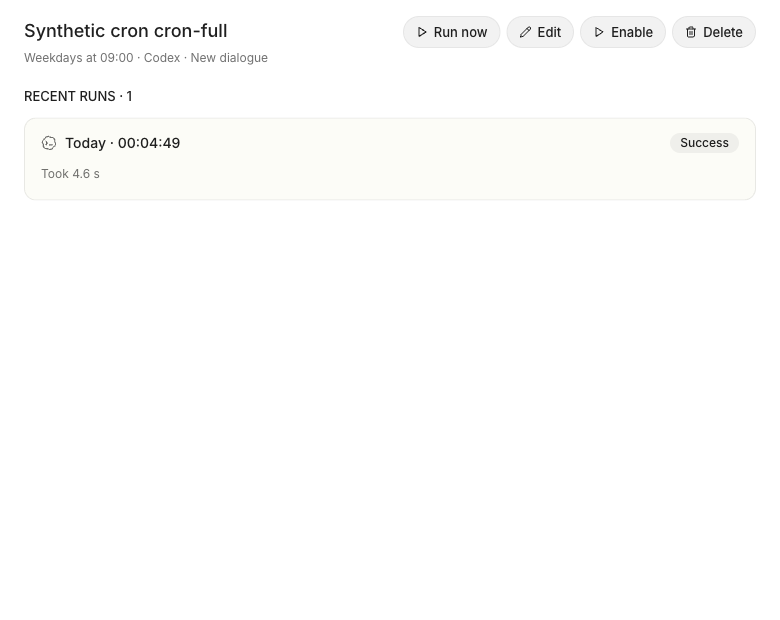 Synthetic cron cron-full
Run now
Edit
Enable
Delete
Weekdays at 09:00 · Codex · New dialogue
RECENT RUNS · 1
Today · 00:04:49
Success
Took 4.6 s